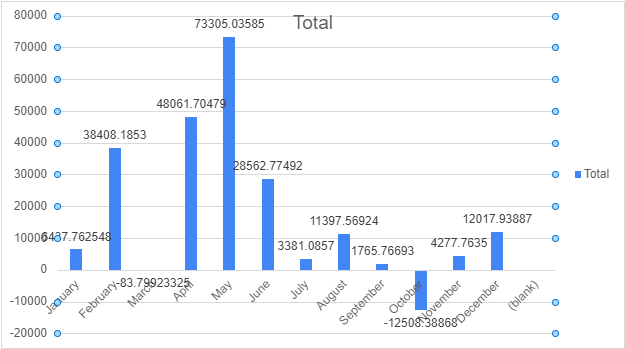 Total
80000
70000
60000
50000
40000
30000
20000
10000
0
-10000
-20000
6437.762548
38408.1853
-83.79923325
48061.70479
73305.03585
28562.77492
3381.0857
11397.56924
1765.76693
-12508.38868
4277.7635
12017.93887
January
February
March
April
May
June
July
August
September
October
November
December
(blank)
Total